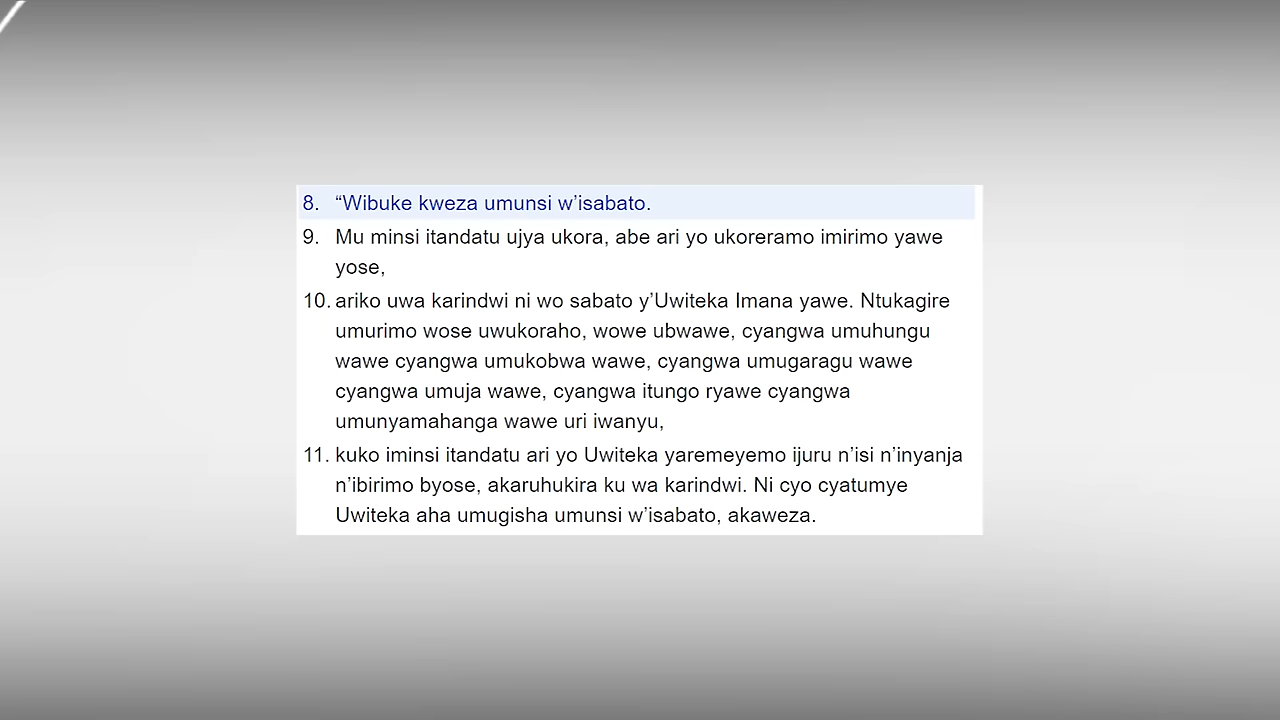 8. “Wibuke kweza umunsi w’isabato.
9. Mu minsi itandatu ujya ukora, abe ari yo ukoreramo imirimo yawe
yose,
10. ariko uwa karindwi ni wo sabato y’Uwiteka Imana yawe. Ntukagire
umurimo wose uwukoraho, wowe ubwawe, cyangwa umuhungu
wawe cyangwa umukobwa wawe, cyangwa umugaragu wawe
cyangwa umuja wawe, cyangwa itungo ryawe cyangwa
umunyamahanga wawe uri iwanyu,
11. kuko iminsi itandatu ari yo Uwiteka yaremeyemo ijuru n’isi n’inyanja
n’ibirimo byose, akaruhukira ku wa karindwi. Ni cyo cyatumye
Uwiteka aha umugisha umunsi w’isabato, akaweza.